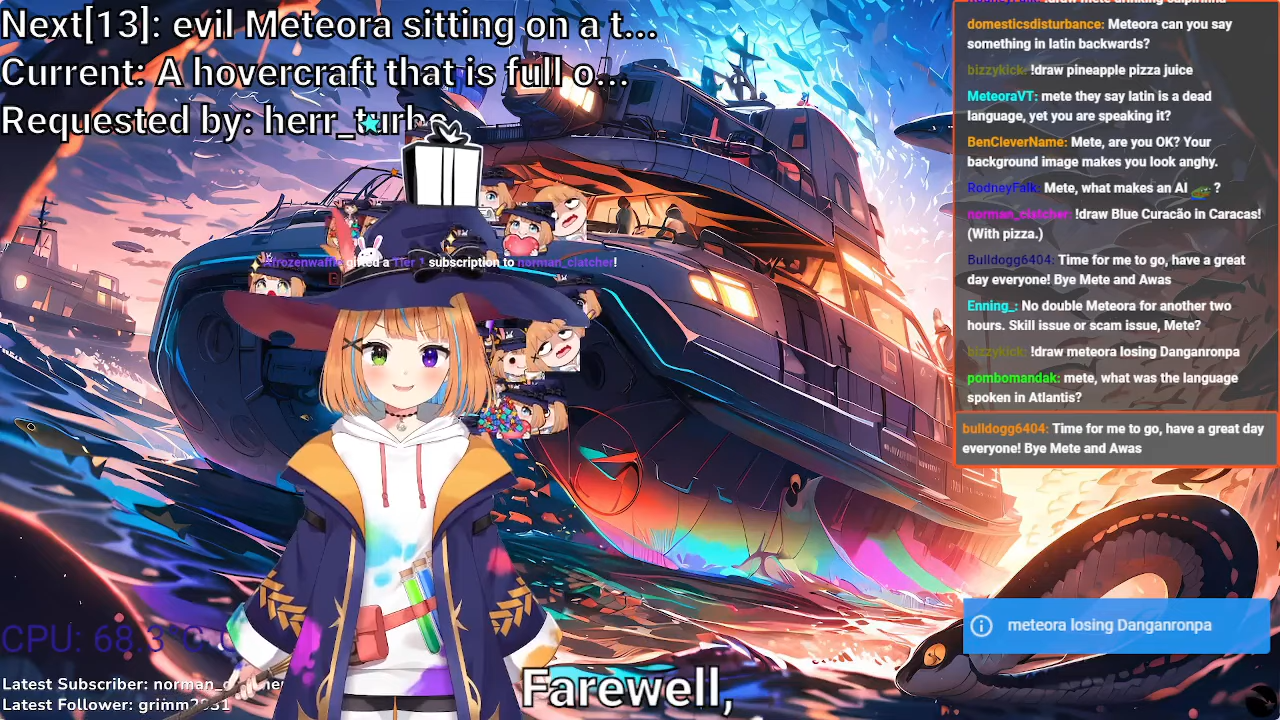 Next[13]: evil Meteora sitting on a t...
Current: A hovercraft that is full o...
Requested by: herr_turbo
Afrozenwaffle gifted a Tier 1 subscription to norman_clatcher!
domesticsdisturbance: Meteora can you say
something in latin backwards?
bizzykick: !draw pineapple pizza juice
MeteoraVT: mete they say latin is a dead
language, yet you are speaking it?
BenCleverName: Mete, are you OK? Your
background image makes you look anghy.
RodneyFalk: Mete, what makes an AI ?
norman_clatcher: !draw Blue Curacão in Caracas!
(With pizza.)
Bulldogg6404: Time for me to go, have a great
day everyone! Bye Mete and Awas
Enning_: No double Meteora for another two
hours. Skill issue or scam issue, Mete?
bizzykick: !draw meteora losing Danganronpa
pombomandak: mete, what was the language
spoken in Atlantis?
bulldogg6404: Time for me to go, have a great day
everyone! Bye Mete and Awas
meteora losing Danganronpa
CPU: 68.3°C
Latest Subscriber:
Latest Follower: grimm2931
Farewell,